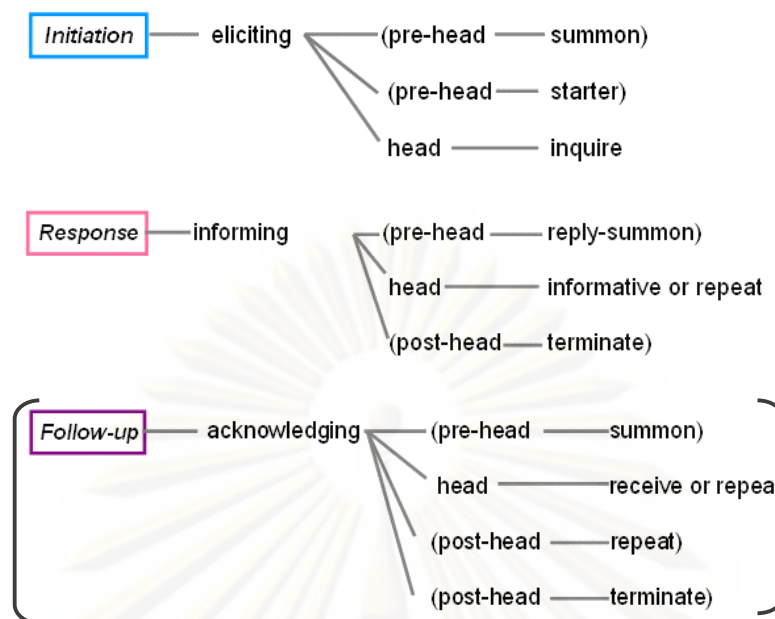 Initiation eliciting (pre-head summon)
(pre-head starter)
head inquire
Response informing (pre-head reply-summon)
head informative or repeat
(post-head terminate)
Follow-up acknowledging (pre-head summon)
head receive or repea
(post-head repeat)
(post-head terminate)